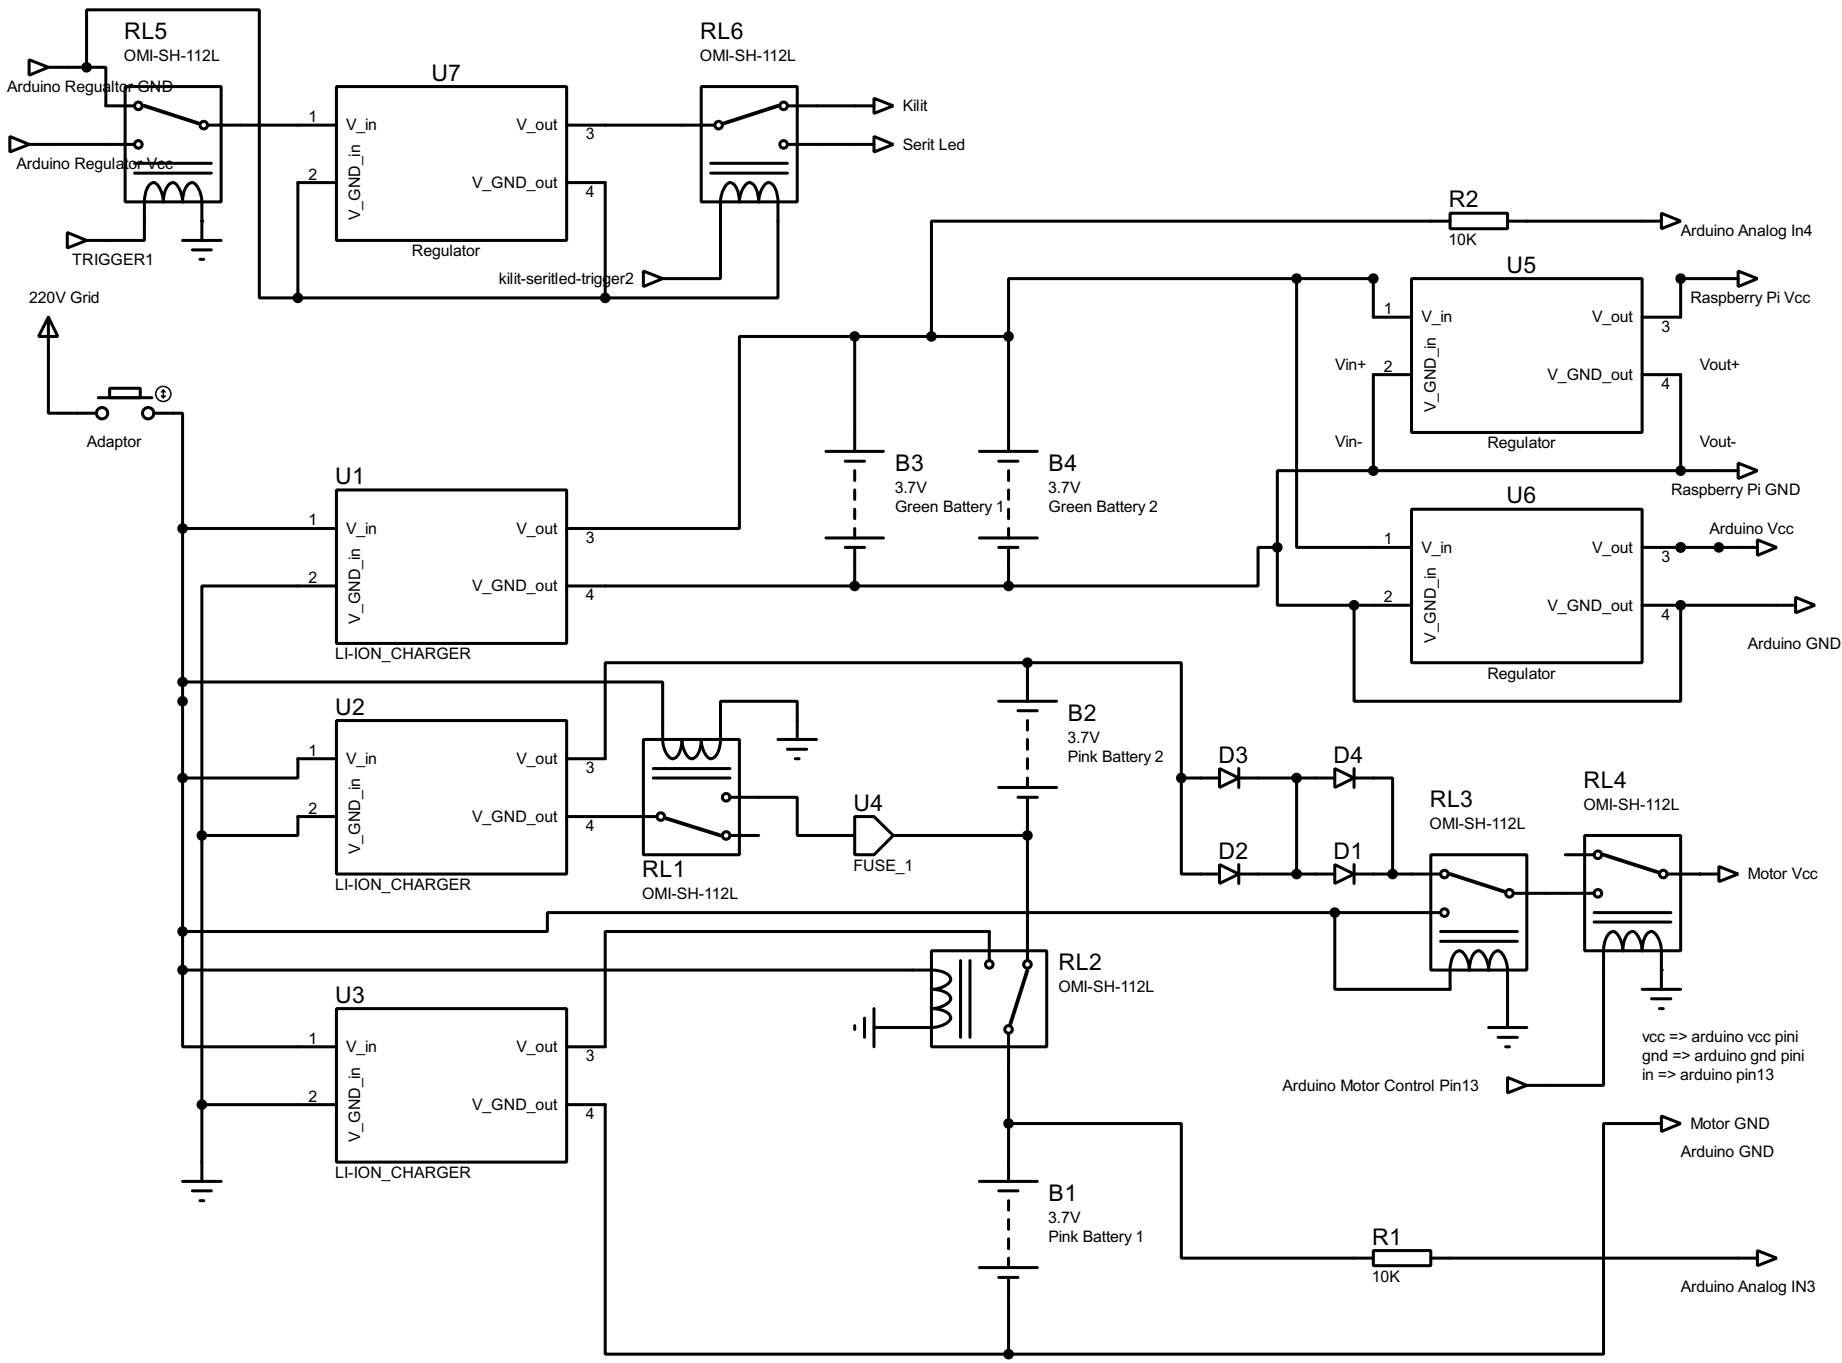 RL5
OMI-SH-112L
Arduino Regualtor GND
Arduino Regulator Vcc
TRIGGER1
U7
1
V_in
V_out
3
2
V_GND_in
V_GND_out
4
Regulator
RL6
OMI-SH-112L
Kilit
Serit Led
kilit-seritled-trigger2
220V Grid
Adaptor
R2
10K
Arduino Analog In4
U5
1
V_in
V_out
3
Raspberry Pi Vcc
Vin+
2
V_GND_in
V_GND_out
4
Vout+
Vin-
Regulator
Vout-
Raspberry Pi GND
B3
3.7V
Green Battery 1
B4
3.7V
Green Battery 2
U1
1
V_in
V_out
3
2
V_GND_in
V_GND_out
4
LI-ION_CHARGER
U6
Arduino Vcc
1
V_in
V_out
3
2
V_GND_in
V_GND_out
4
Regulator
Arduino GND
U2
1
V_in
V_out
3
2
V_GND_in
V_GND_out
4
LI-ION_CHARGER
RL1
OMI-SH-112L
U4
FUSE_1
B2
3.7V
Pink Battery 2
D3
D4
D2
D1
RL3
OMI-SH-112L
RL4
OMI-SH-112L
Motor Vcc
RL2
OMI-SH-112L
U3
1
V_in
V_out
3
2
V_GND_in
V_GND_out
4
LI-ION_CHARGER
vcc => arduino vcc pini
gnd => arduino gnd pini
in => arduino pin13
Arduino Motor Control Pin13
Motor GND
Arduino GND
B1
3.7V
Pink Battery 1
R1
10K
Arduino Analog IN3